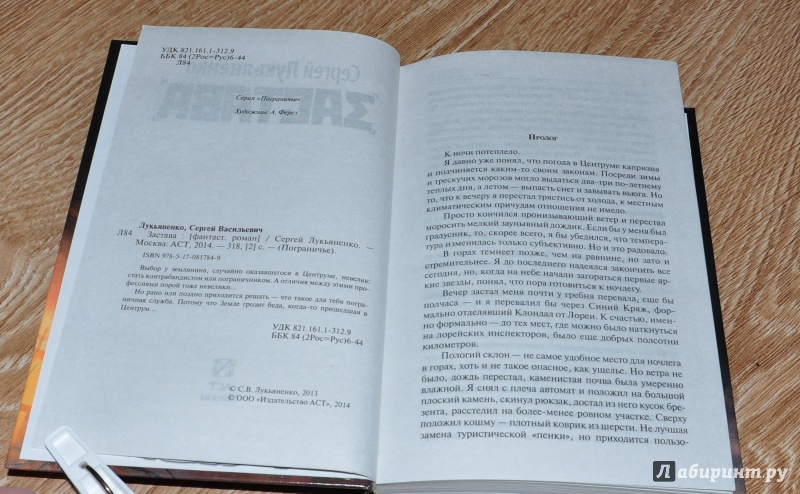 УДК 821.161.1-312.9
ББК 84 (2Рос=Рус)6-44
Л84
Сергей Лукьяненко
ЗАСТАВА
Серия «Пограничье»
Художник А. Ферез
Лукьяненко, Сергей Васильевич
Л84 Застава : [фантаст. роман] / Сергей Лукьяненко. —
Москва: АСТ, 2014. — 318, [2] с. — (Пограничье).
ISBN 978-5-17-081784-9
Выбор у землянина, случайно оказавшегося в Центруме, невелик:
стать контрабандистом или пограничником. А отличия между этими про-
фессиями порой тоже невелики...
Но рано или поздно приходится решать — что такое для тебя погра-
ничная служба. Потому что Земле грозит беда, когда-то пришедшая в
Центрум...
УДК 821.161.1-312.9
ББК 84 (2Рос=Рус)6-44
© С.В. Лукьяненко, 2013
© ООО «Издательство АСТ», 2014
Пролог
К ночи потеплело.
Я давно уже понял, что погода в Центруме капризна
и подчиняется каким-то своим законам. Посреди зимы
и трескучих морозов могло выдаться два-три по-летнему
теплых дня, а летом — выпасть снег и завывать вьюга. Но
то, что к вечеру я перестал трястись от холода, к местным
климатическим причудам отношения не имело.
Просто кончился пронизывающий ветер и перестал
моросить мелкий заунывный дождик. Если бы у меня был
градусник, то, скорее всего, я бы убедился, что темпера-
тура изменилась только субъективно. Но и это радовало.
В горах темнеет позже, чем на равнине, но зато и
стремительнее. Я до последнего надеялся закончить все
сегодня, но, когда на небе начали загораться первые яр-
кие звезды, понял, что пора готовиться к ночлегу.
Вечер застал меня почти у гребня перевала, еще бы
полчаса — и я перевалил бы через Синий Кряж, фор-
мально отделявший Клондал от Лореи. К счастью, имен-
но формально — до тех мест, где можно было наткнуться
на лорейских инспекторов, было еще добрых полсотни
километров.
Пологий склон — не самое удобное место для ночлега
в горах, хоть и не такое опасное, как ущелье. Но ветра не
было, дождь перестал, каменистая почва была умеренно
влажной. Я снял с плеча автомат и положил на большой
плоский камень, скинул рюкзак, достал из него кусок бре-
зента, расстелил на более-менее ровном участке. Сверху
положил кошму — плотный коврик из шерсти. Не лучшая
замена туристической «пенки», но приходится пользо-
Лабиринт.ру